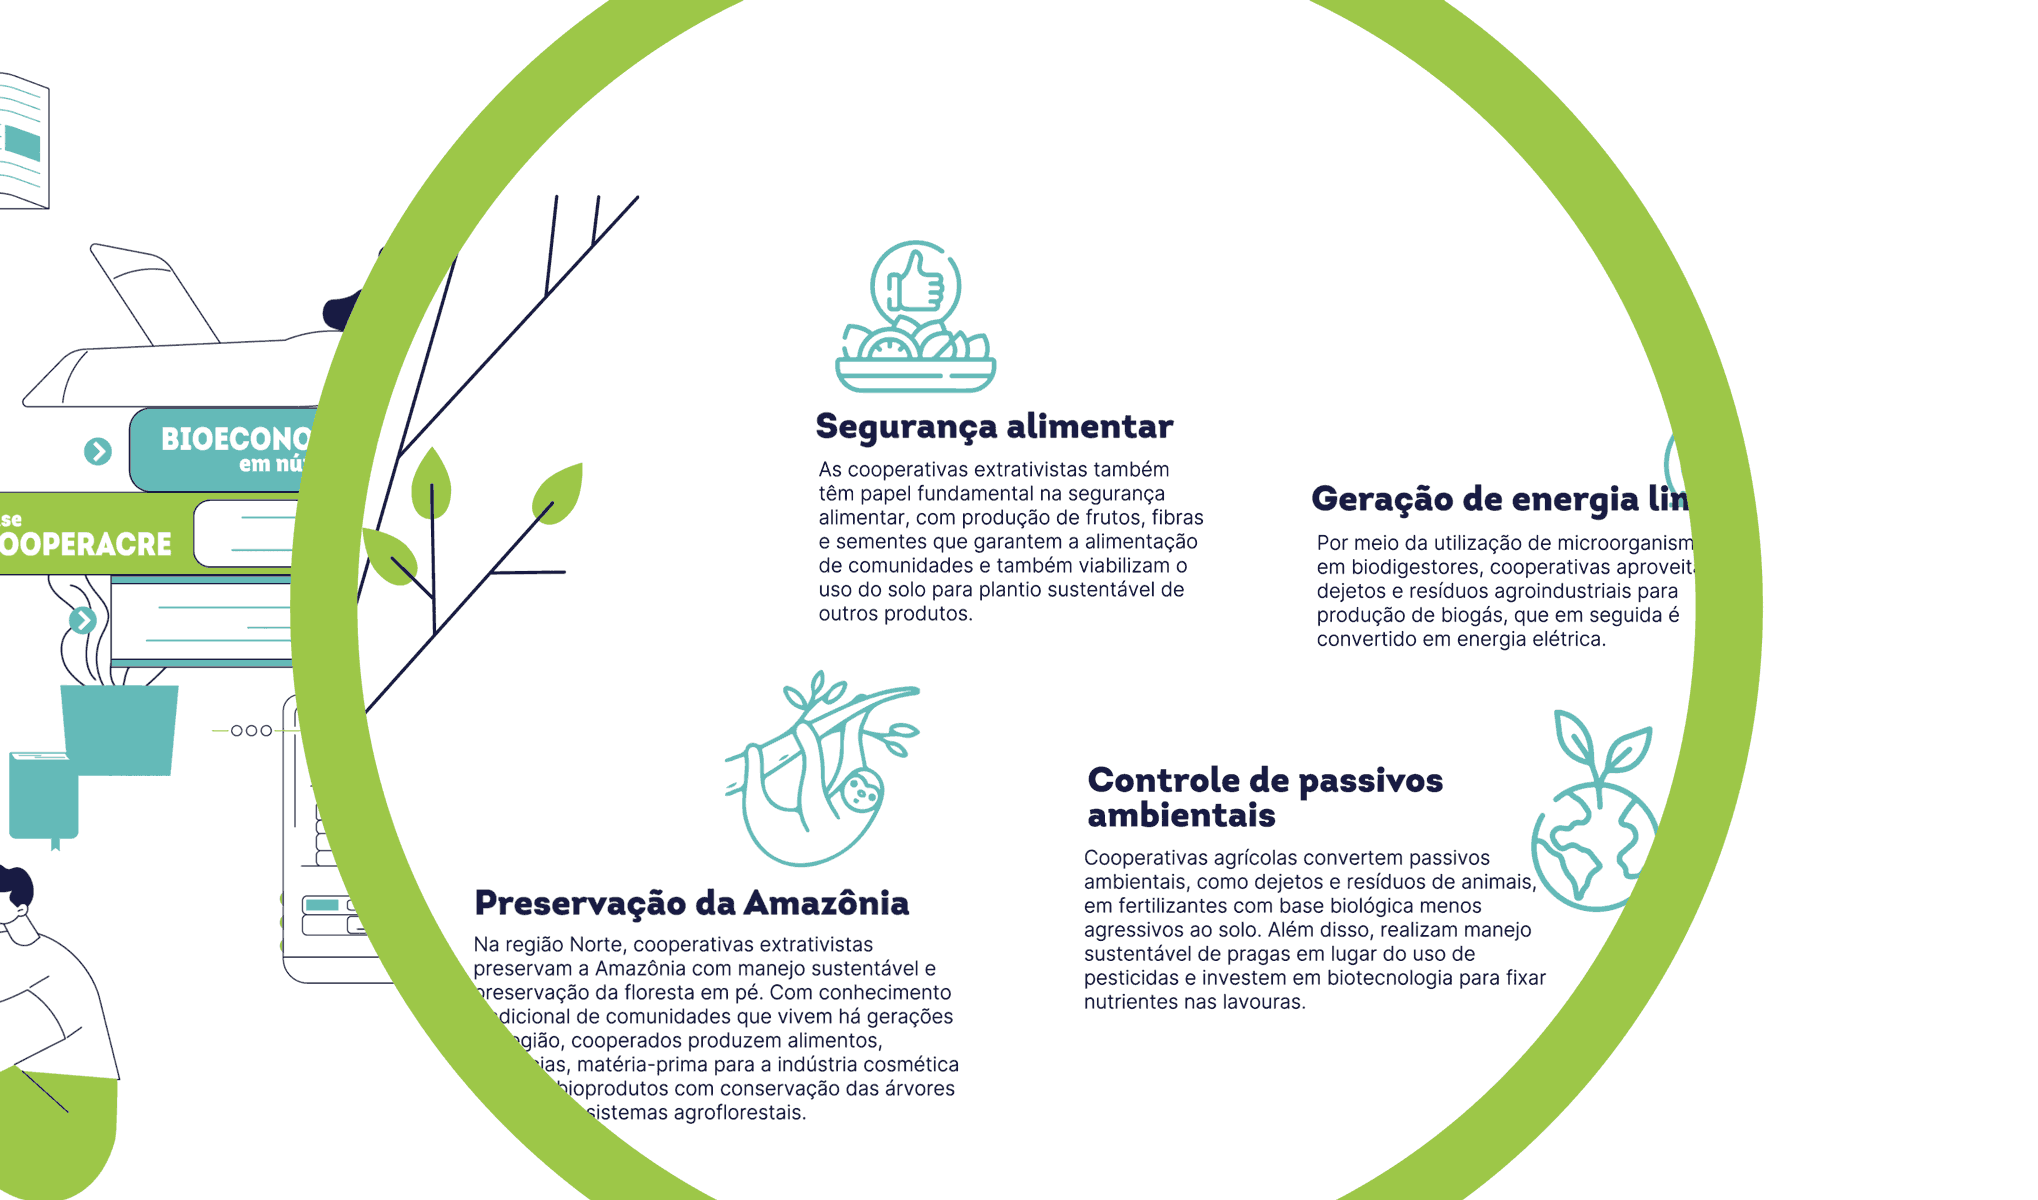 BIOECONO
em nú
se
OOPERACRE
Segurança alimentar
As cooperativas extrativistas também
têm papel fundamental na segurança
alimentar, com produção de frutos, fibras
e sementes que garantem a alimentação
de comunidades e também viabilizam o
uso do solo para plantio sustentável de
outros produtos.
Geração de energia lin
Por meio da utilização de microorganism
em biodigestores, cooperativas aproveit
dejetos e resíduos agroindustriais para
produção de biogás, que em seguida é
convertido em energia elétrica.
Controle de passivos
ambientais
Cooperativas agrícolas convertem passivos
ambientais, como dejetos e resíduos de animais,
em fertilizantes com base biológica menos
agressivos ao solo. Além disso, realizam manejo
sustentável de pragas em lugar do uso de
pesticidas e investem em biotecnologia para fixar
nutrientes nas lavouras.
Preservação da Amazônia
Na região Norte, cooperativas extrativistas
preservam a Amazônia com manejo sustentável e
preservação da floresta em pé. Com conhecimento
dicional de comunidades que vivem há gerações
egião, cooperados produzem alimentos,
ias, matéria-prima para a indústria cosmética
bioprodutos com conservação das árvores
sistemas agroflorestais.